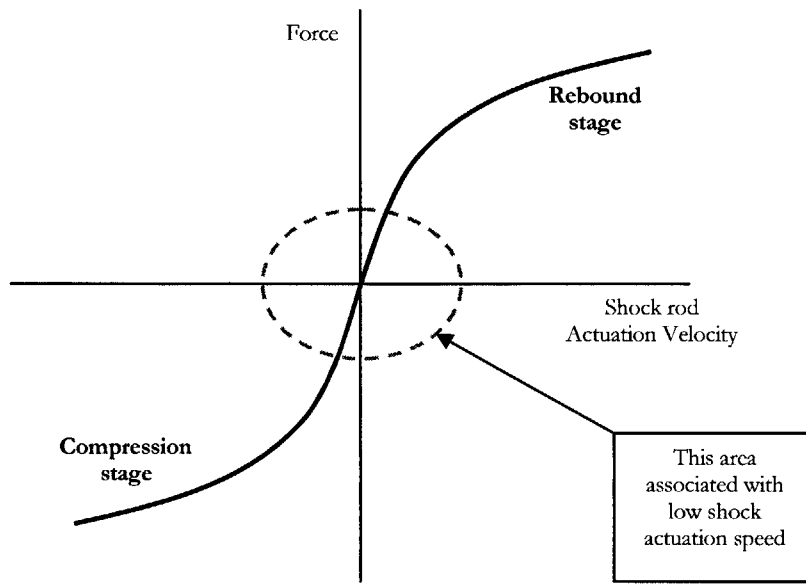 Force
Rebound
stage
Shock rod
Actuation Velocity
Compression
stage
This area
associated with
low shock
actuation speed